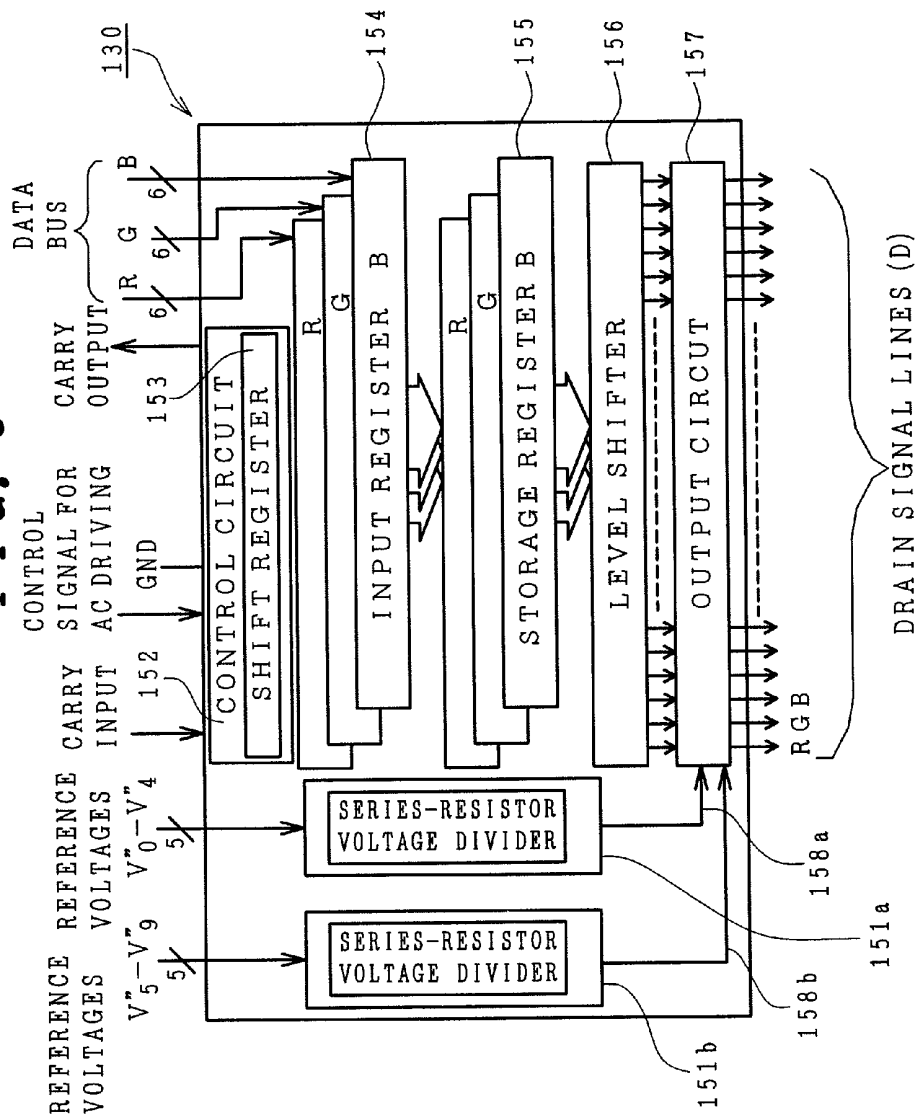 REFERENCE VOLTAGES
V"5-V"9
5
REFERENCE VOLTAGES
V"0-V"4
5
CARRY INPUT
CONTROL SIGNAL FOR AC DRIVING
GND
CARRY OUTPUT
DATA BUS
R
G
B
6
6
6
130
152
CONTROL CIRCUIT
SHIFT REGISTER
153
R
G
INPUT REGISTER B
154
R
G
STORAGE REGISTER B
155
LEVEL SHIFTER
156
OUTPUT CIRCUT
157
SERIES-RESISTOR
VOLTAGE DIVIDER
SERIES-RESISTOR
VOLTAGE DIVIDER
158a
151a
158b
151b
RGB
DRAIN SIGNAL LINES (D)